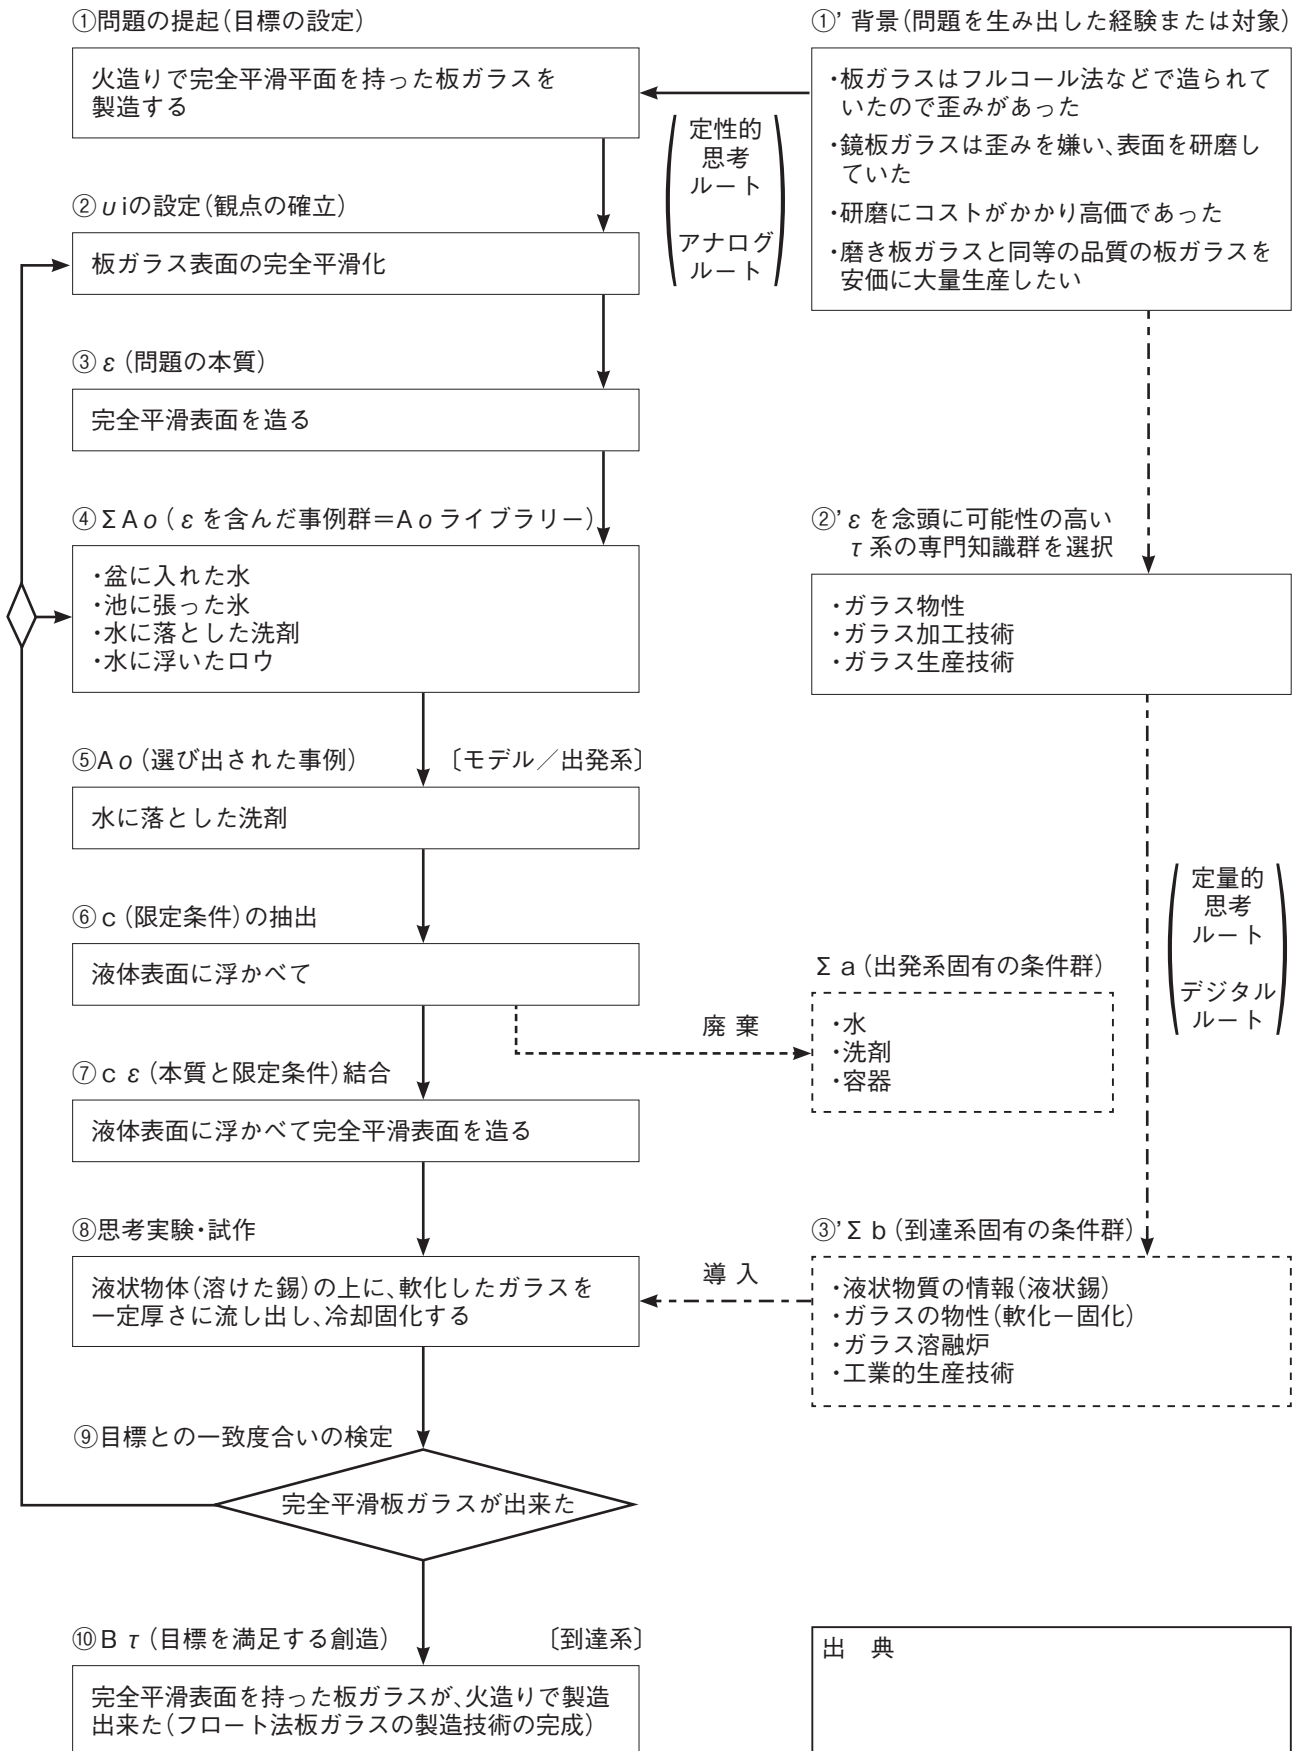 ①問題の提起(目標の設定)
火造りで完全平滑平面を持った板ガラスを
製造する
①’ 背景(問題を生み出した経験または対象)
・板ガラスはフルコール法などで造られて
いたので歪みがあった
・鏡板ガラスは歪みを嫌い、表面を研磨し
ていた
・研磨にコストがかかり高価であった
・磨き板ガラスと同等の品質の板ガラスを
安価に大量生産したい
定性的
思考
ルート
アナログ
ルート
②υiの設定(観点の確立)
板ガラス表面の完全平滑化
③ε(問題の本質)
完全平滑表面を造る
④ΣAo(εを含んだ事例群=Aoライブラリー)
・盆に入れた水
・池に張った氷
・水に落とした洗剤
・水に浮いたロウ
②’εを念頭に可能性の高い
τ系の専門知識群を選択
・ガラス物性
・ガラス加工技術
・ガラス生産技術
⑤Ao(選び出された事例) 〔モデル/出発系〕
水に落とした洗剤
定量的
思考
ルート
デジタル
ルート
⑥c(限定条件)の抽出
液体表面に浮かべて
廃 棄
Σa(出発系固有の条件群)
・水
・洗剤
・容器
⑦cε(本質と限定条件)結合
液体表面に浮かべて完全平滑表面を造る
⑧思考実験・試作
液状物体(溶けた錫)の上に、軟化したガラスを
一定厚さに流し出し、冷却固化する
導 入
③’Σb(到達系固有の条件群)
・液状物質の情報(液状錫)
・ガラスの物性(軟化-固化)
・ガラス溶融炉
・工業的生産技術
⑨目標との一致度合いの検定
完全平滑板ガラスが出来た
⑩Bτ(目標を満足する創造) 〔到達系〕
完全平滑表面を持った板ガラスが、火造りで製造
出来た(フロート法板ガラスの製造技術の完成)
出 典